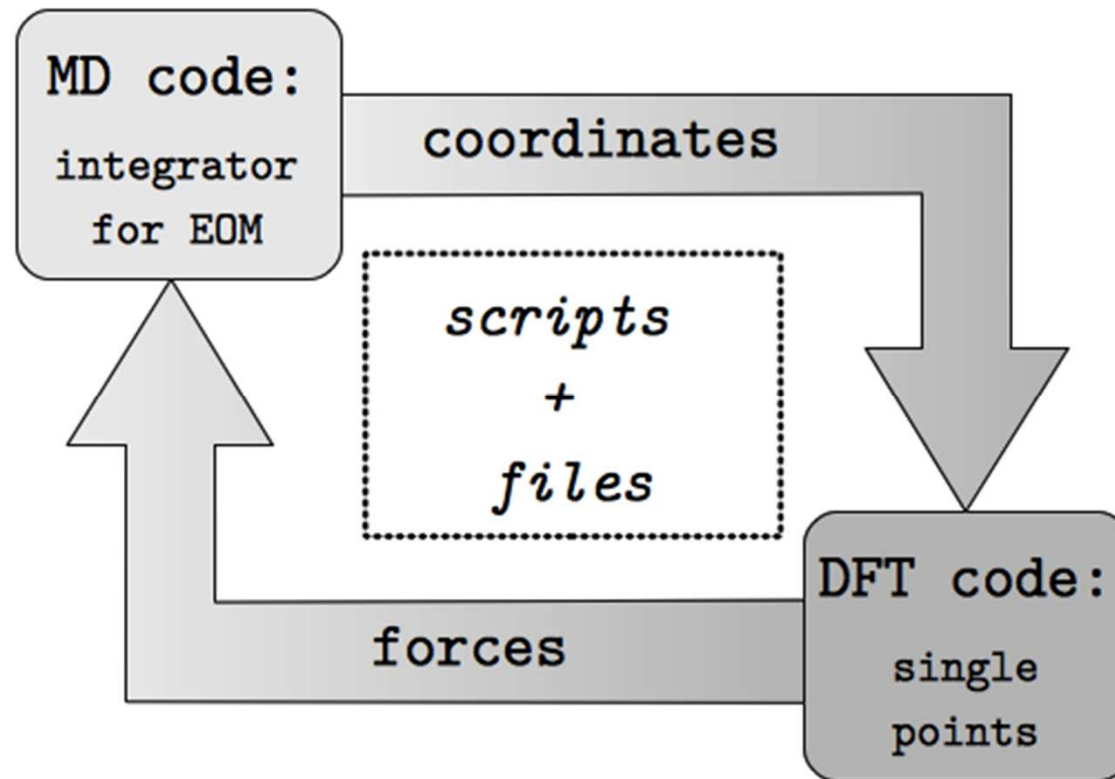 MD code:
integrator
for EOM
coordinates
scripts
+
files
forces
DFT code:
single
points